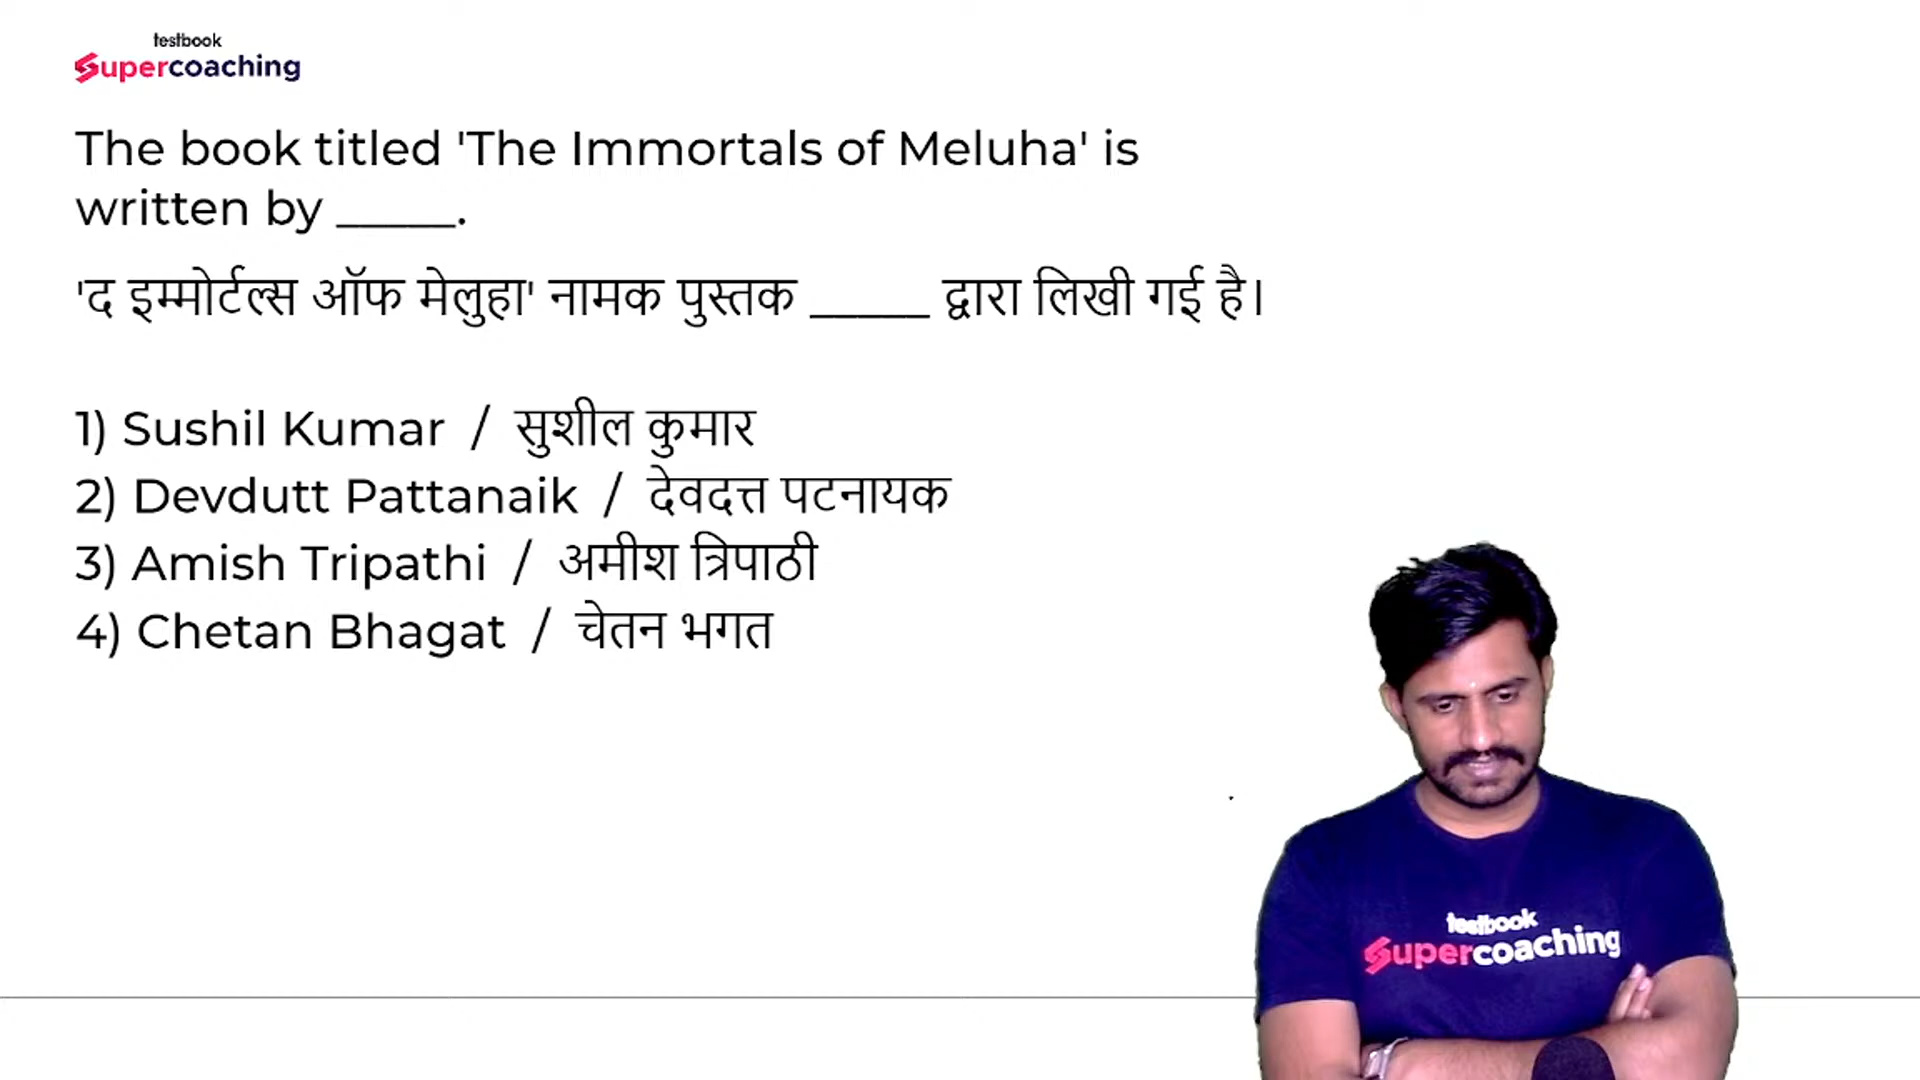 testbook
Supercoaching
The book titled 'The Immortals of Meluha' is
written by _____.
'द इम्मोर्टल्स ऑफ मेलुहा' नामक पुस्तक _____ द्वारा लिखी गई है।
1) Sushil Kumar / सुशील कुमार
2) Devdutt Pattanaik / देवदत्त पटनायक
3) Amish Tripathi / अमीश त्रिपाठी
4) Chetan Bhagat / चेतन भगत
testbook
Supercoaching